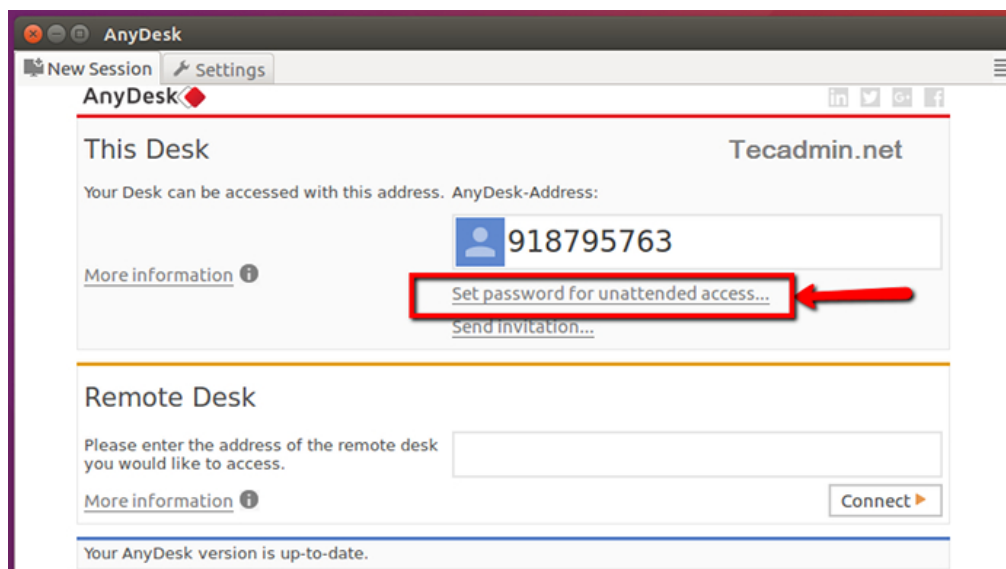 AnyDesk
New Session Settings
AnyDesk
This Desk
Tecadmin.net
Your Desk can be accessed with this address. AnyDesk-Address:
918795763
More information
Set password for unattended access...
Send invitation...
Remote Desk
Please enter the address of the remote desk
you would like to access.
More information
Connect
Your AnyDesk version is up-to-date.